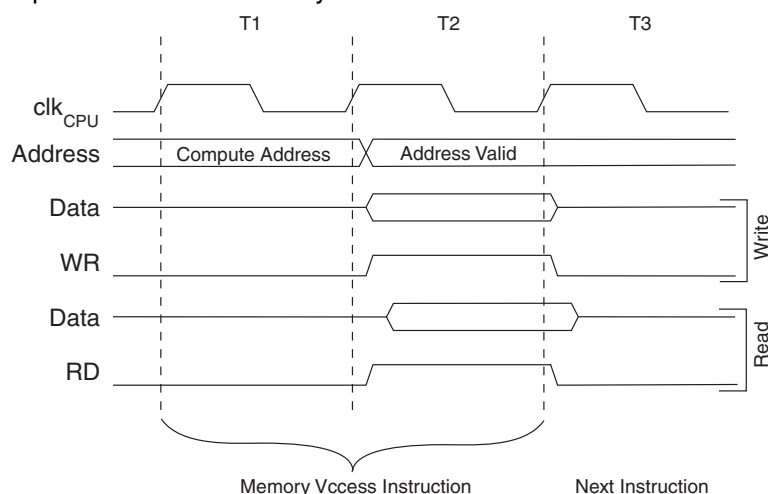 T1 T2 T3
clkCPU
Address Compute Address Address Valid
Data
WR
Write
Data
RD
Read
Memory Vccess Instruction Next Instruction